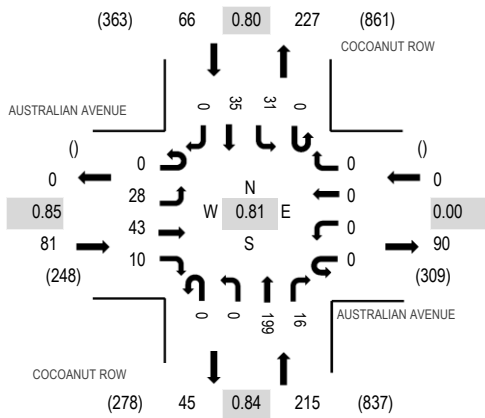 (363) 66 0.80 227 (861)
COCOANUT ROW
AUSTRALIAN AVENUE
0 35 31 0
() ()
0 0 0 0
28 N 0
0.85 W 0.81 E 0.00
43 0
81 S 90
10 0
(248) (309)
0 0 199 16
AUSTRALIAN AVENUE
COCOANUT ROW
(278) 45 0.84 215 (837)